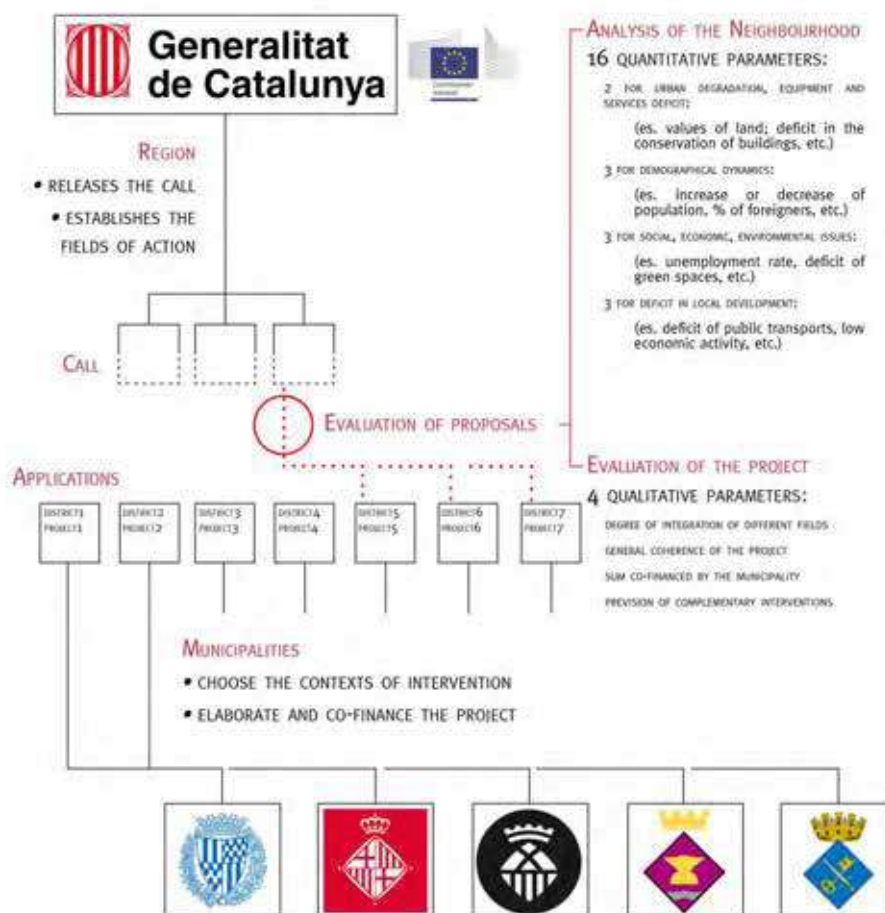 Generalitat
de Catalunya
REGION
• RELEASES THE CALL
• ESTABLISHES THE
FIELDS OF ACTION
CALL
EVALUATION OF PROPOSALS
ANALYSIS OF THE NEIGHBOURHOOD
16 QUANTITATIVE PARAMETERS:
2 FOR URBAN DEGRADATION, EQUIPMENT AND
SERVICES DEFICIT:
(es. values of land; deficit in the
conservation of buildings, etc.)
3 FOR DEMOGRAPHICAL DYNAMICS:
(es. increase or decrease of
population, % of foreigners, etc.)
3 FOR SOCIAL, ECONOMIC, ENVIRONMENTAL ISSUES:
(es. unemployment rate, deficit of
green spaces, etc.)
3 FOR DEFICIT IN LOCAL DEVELOPMENT:
(es. deficit of public transports, low
economic activity, etc.)
EVALUATION OF THE PROJECT
4 QUALITATIVE PARAMETERS:
DEGREE OF INTEGRATION OF DIFFERENT FIELDS
GENERAL COHERENCE OF THE PROJECT
SUM CO-FINANCED BY THE MUNICIPALITY
PREVISION OF COMPLEMENTARY INTERVENTIONS
APPLICATIONS
DISTRICT1
PROJECT1
DISTRICT2
PROJECT2
DISTRICT3
PROJECT3
DISTRICT4
PROJECT4
DISTRICT5
PROJECT5
DISTRICT6
PROJECT6
DISTRICT7
PROJECT7
MUNICIPALITIES
• CHOOSE THE CONTEXTS OF INTERVENTION
• ELABORATE AND CO-FINANCE THE PROJECT